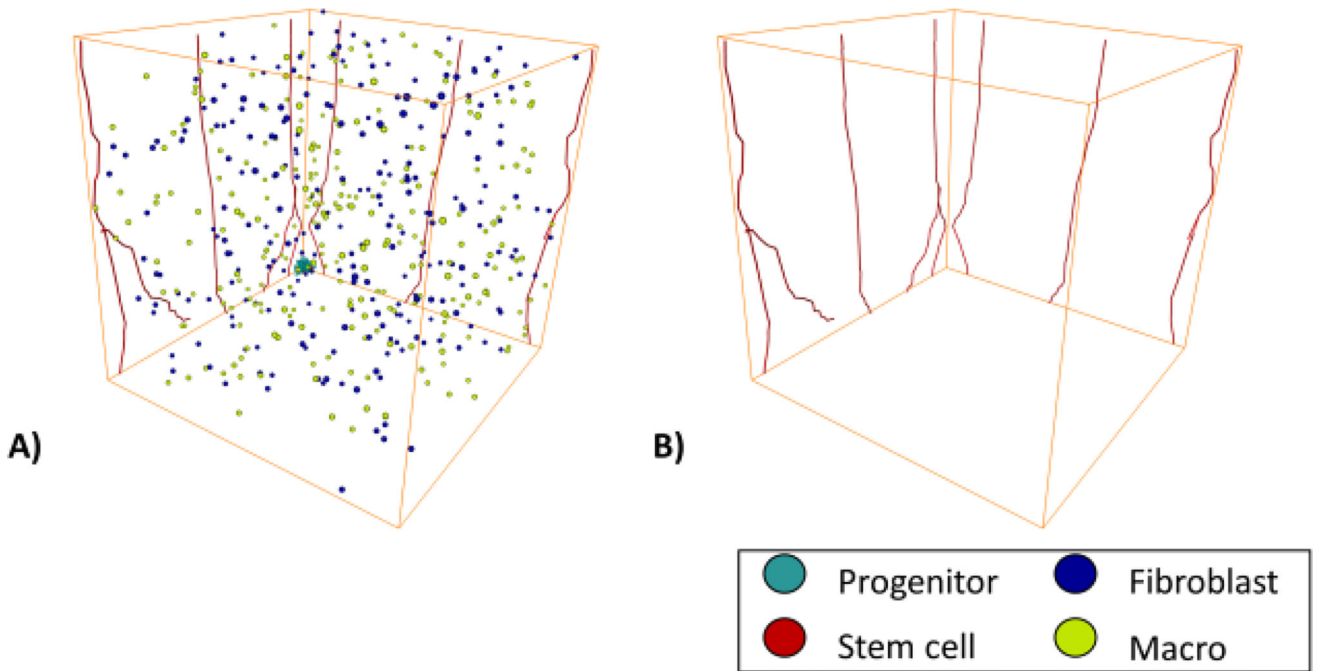 A)
B)
Progenitor
Fibroblast
Stem cell
Macro